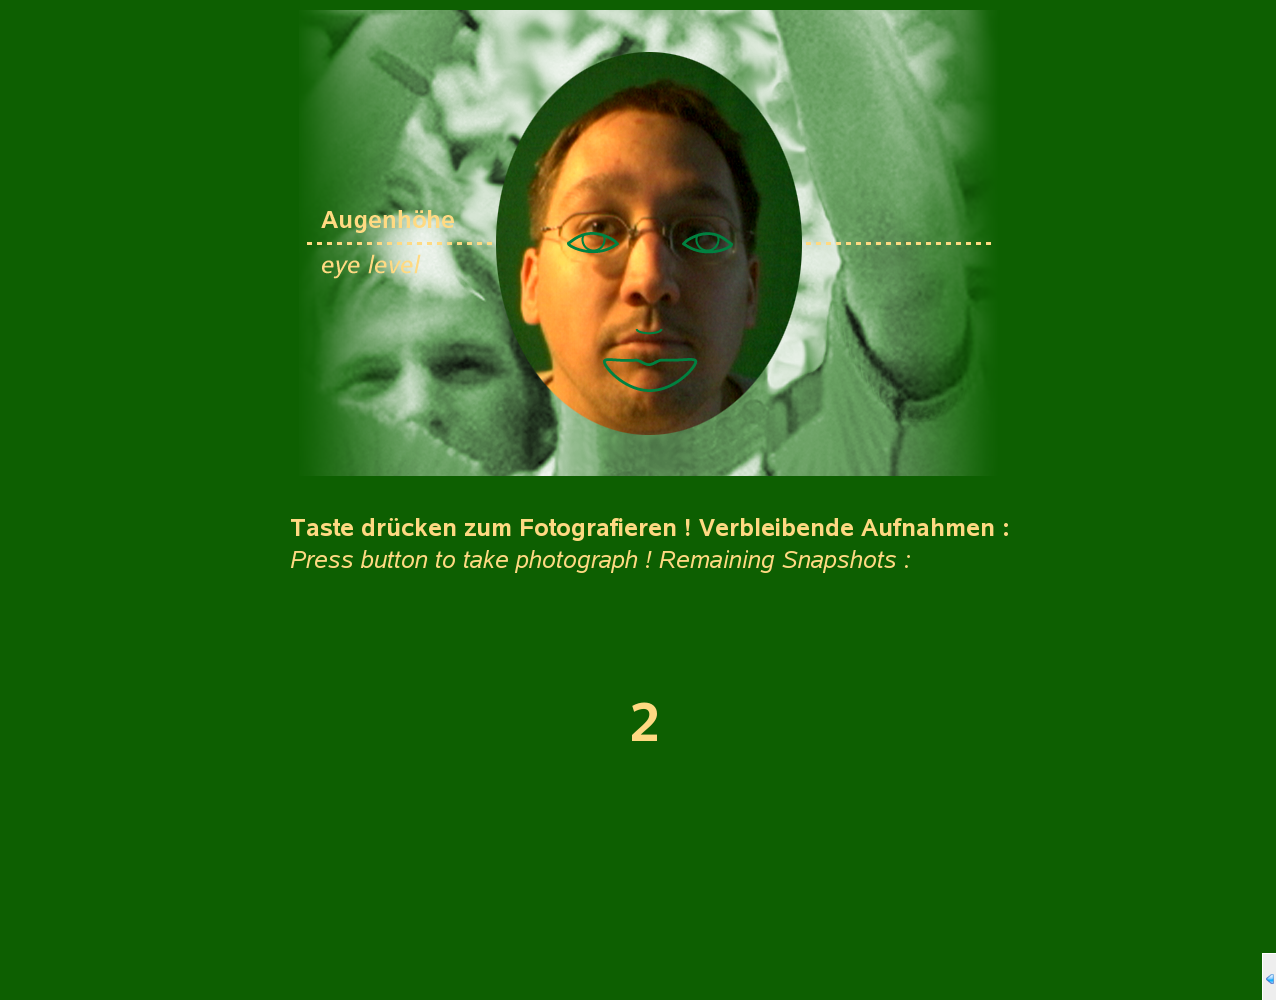 Augenhöhe
eye level
Taste drücken zum Fotografieren ! Verbleibende Aufnahmen :
Press button to take photograph ! Remaining Snapshots :
2